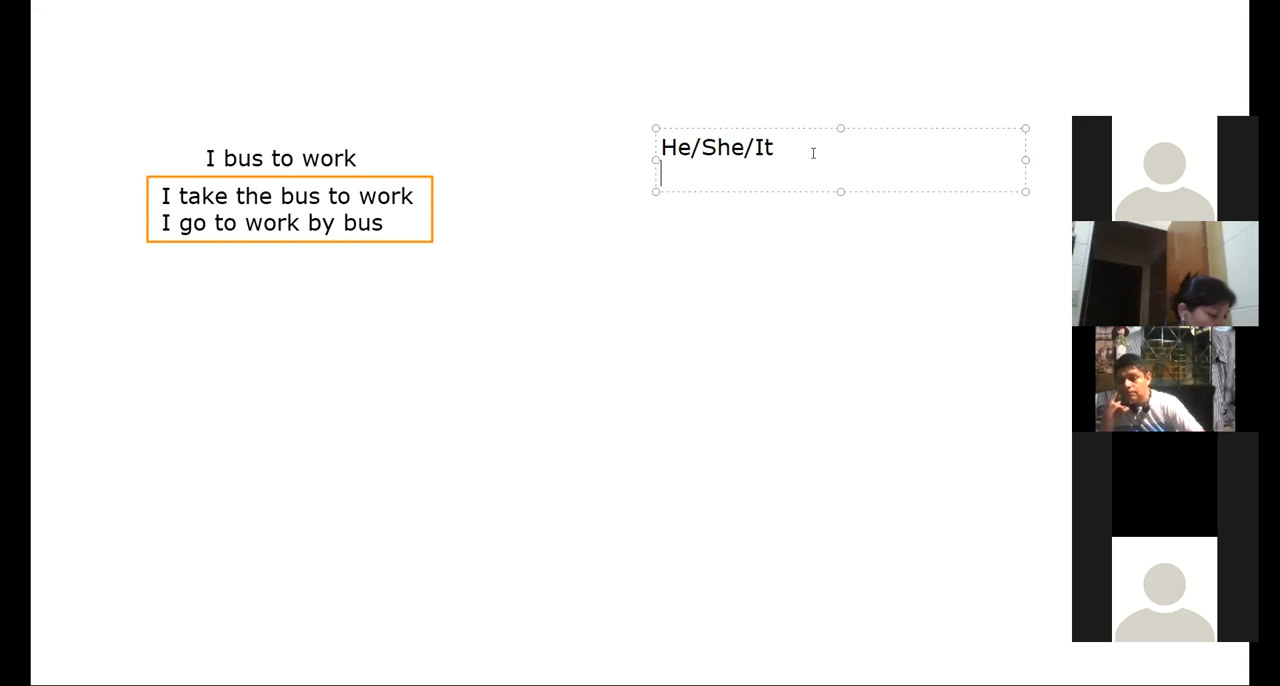 I bus to work
I take the bus to work
I go to work by bus
He/She/It